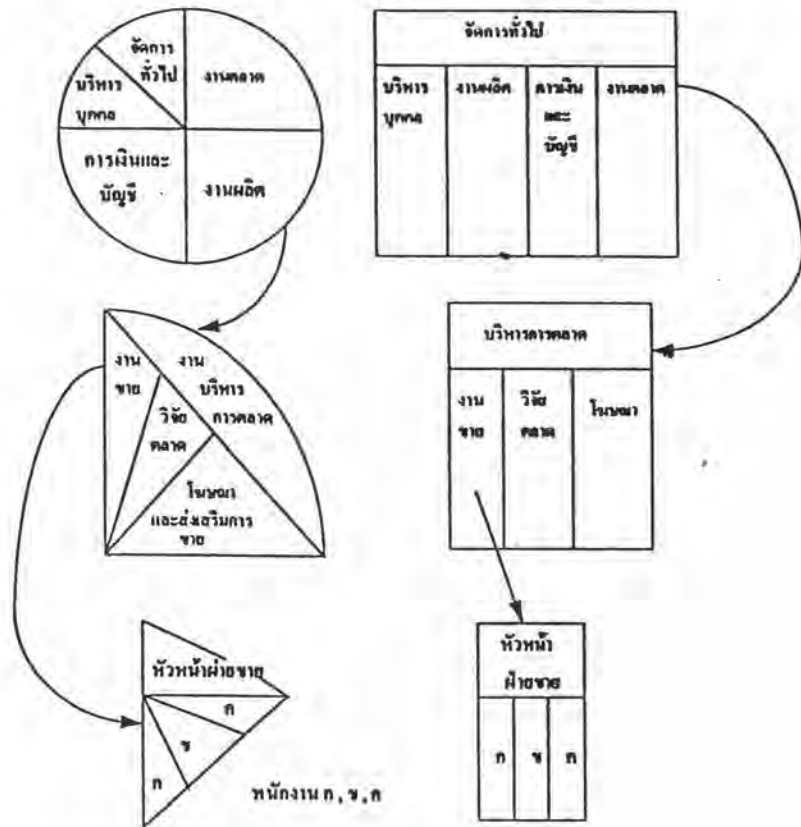 จัดการ
ทั่วไป
งานตลาด
บริหาร
บุคคล
การเงินและ
บัญชี
งานผลิต
จัดการทั่วไป
บริหาร
บุคคล
งานผลิต
การเงิน
และ
บัญชี
งานตลาด
งาน
ขาย
งาน
บริหาร
การตลาด
วิจัย
ตลาด
โฆษณา
และส่งเสริมการ
ขาย
บริหารการตลาด
งาน
ขาย
วิจัย
ตลาด
โฆษณา
หัวหน้าฝ่ายขาย
ค
ข
ก
พนักงาน ก, ข, ค
หัวหน้า
ฝ่ายขาย
ก ข ค